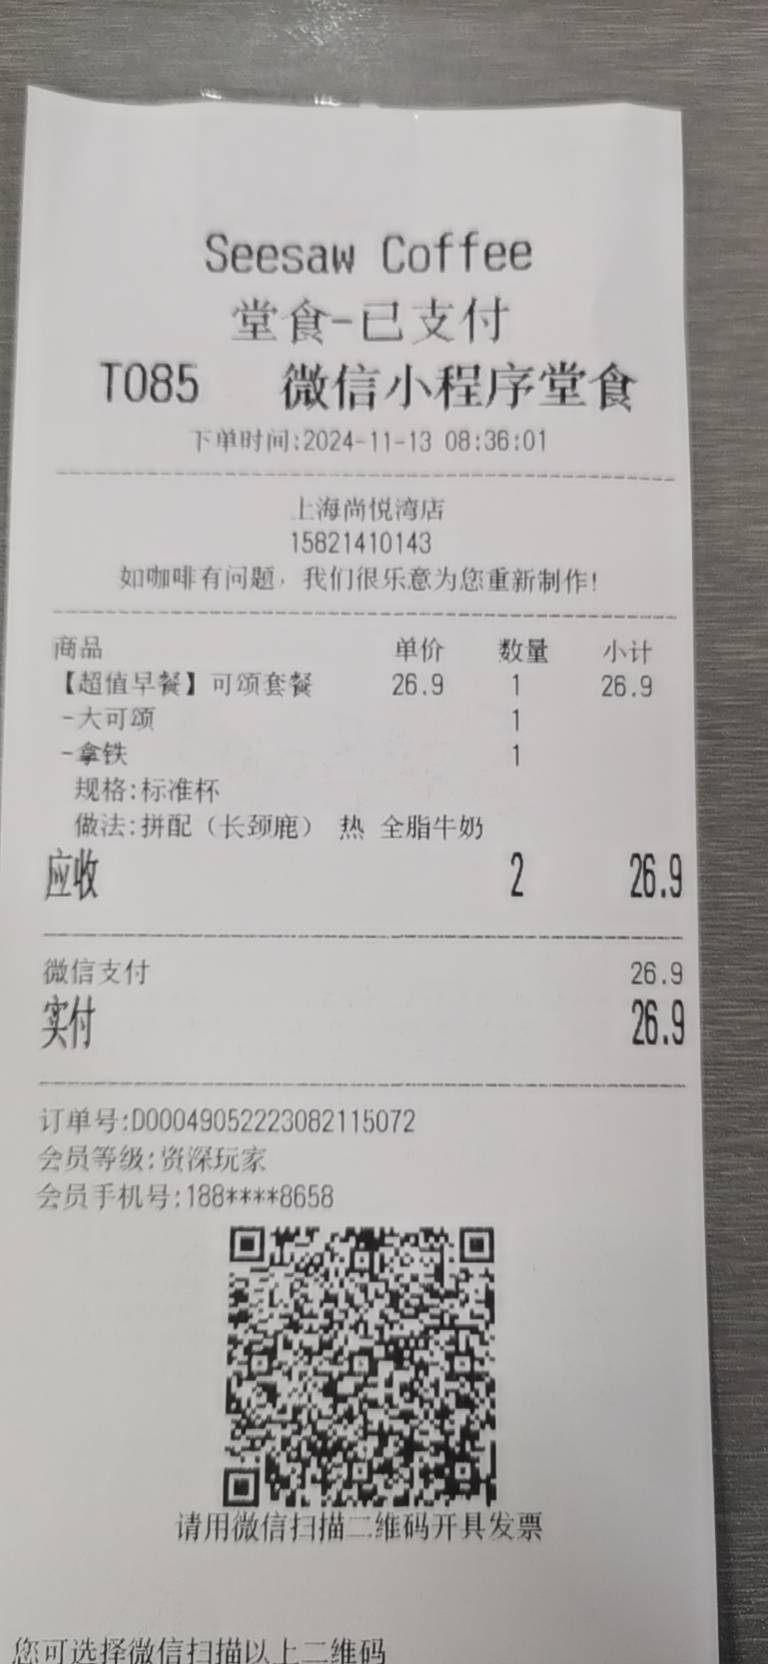 Seesaw Coffee
堂食-已支付
T085 微信小程序堂食
下单时间:2024-11-13 08:36:01
上海尚悦湾店
15821410143
如咖啡有问题，我们很乐意为您重新制作!
商品 单价 数量 小计
【超值早餐】可颂套餐 26.9 1 26.9
-大可颂 1
-拿铁 1
规格:标准杯
做法:拼配（长颈鹿） 热 全脂牛奶
应收 2 26.9
微信支付 26.9
实付 26.9
订单号:D000490522223082115072
会员等级:资深玩家
会员手机号:188****8658
请用微信扫描二维码开具发票
您可选择微信扫描以上二维码